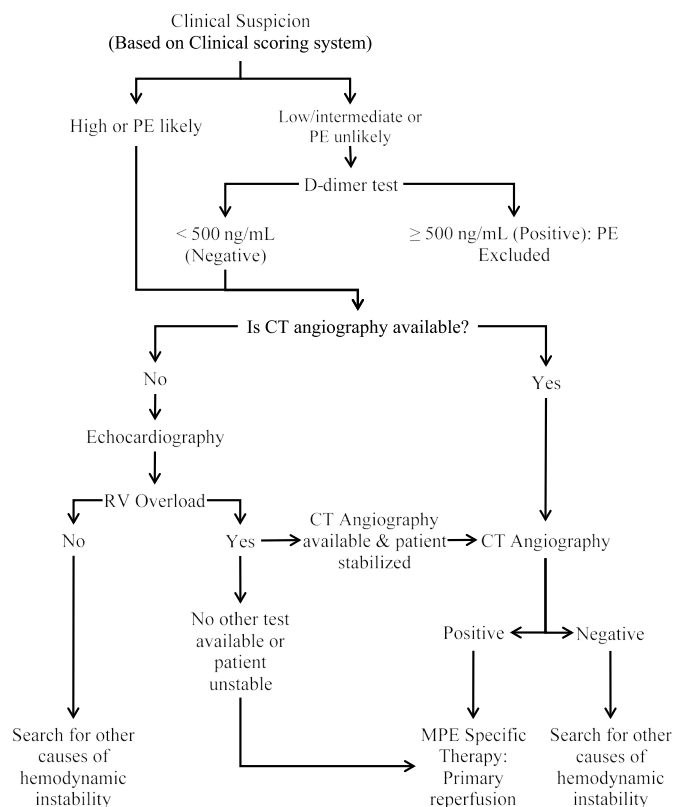 Clinical Suspicion
(Based on Clinical scoring system)
High or PE likely
Low/intermediate or
PE unlikely
D-dimer test
< 500 ng/mL
(Negative)
≥ 500 ng/mL (Positive): PE
Excluded
Is CT angiography available?
No
Yes
Echocardiography
RV Overload
No
Yes
CT Angiography
available & patient
stabilized
CT Angiography
No other test
available or
patient
unstable
Positive
Negative
Search for other
causes of
hemodynamic
instability
MPE Specific
Therapy:
Primary
reperfusion
Search for other
causes of
hemodynamic
instability